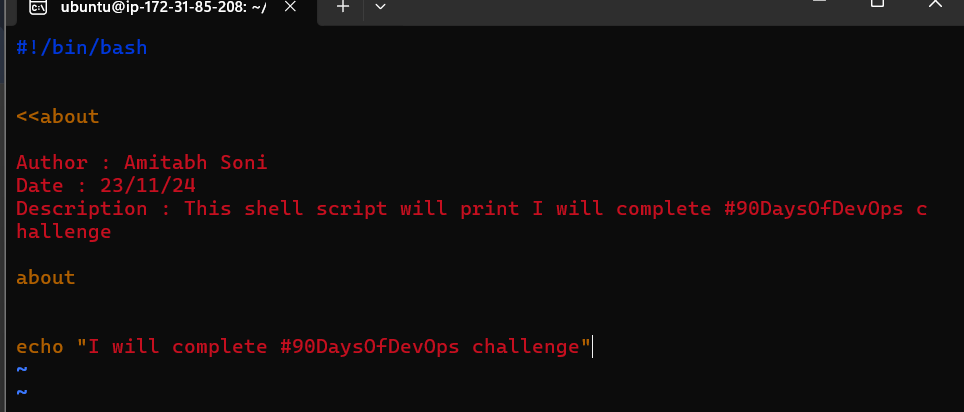 ubuntu@ip-172-31-85-208: ~/
#!/bin/bash
<<about
Author : Amitabh Soni
Date : 23/11/24
Description : This shell script will print I will complete #90DaysOfDevOps c
hallenge
about
echo "I will complete #90DaysOfDevOps challenge"
~
~